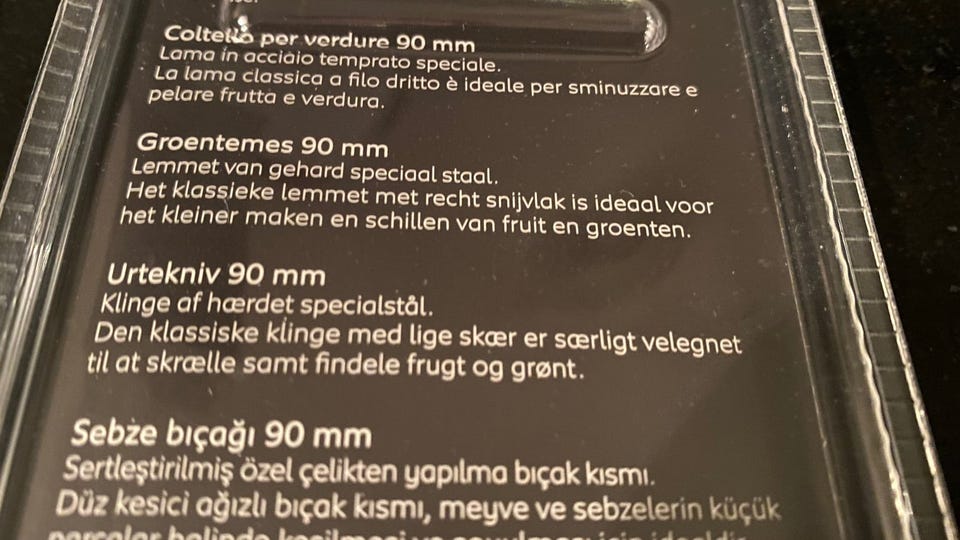 Coltello per verdure 90 mm
Lama in acciaio temprato speciale.
La lama classica a filo dritto è ideale per sminuzzare e
pelare frutta e verdura.
Groentemes 90 mm
Lemmet van gehard speciaal staal.
Het klassieke lemmet met recht snijvlak is ideaal voor
het kleiner maken en schillen van fruit en groenten.
Urtekniv 90 mm
Klinge af hærdet specialstål.
Den klassiske klinge med lige skær er særligt velegnet
til at skrælle samt findele frugt og grønt.
Sebze bıçağı 90 mm
Sertleştirilmiş özel çelikten yapılma bıçak kısmı.
Düz kesici ağızlı bıçak kısmı, meyve ve sebzelerin küçük